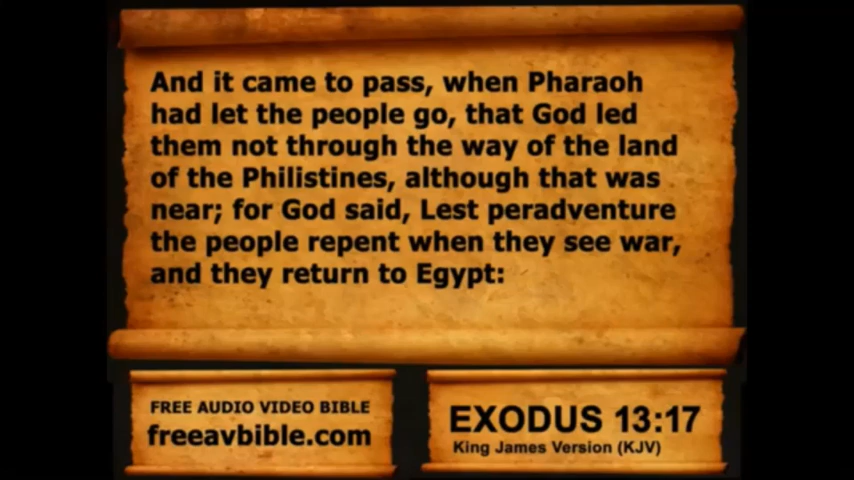 And it came to pass, when Pharaoh
had let the people go, that God led
them not through the way of the land
of the Philistines, although that was
near; for God said, Lest peradventure
the people repent when they see war,
and they return to Egypt:
FREE AUDIO VIDEO BIBLE
freeavbible.com
EXODUS 13:17
King James Version (KJV)